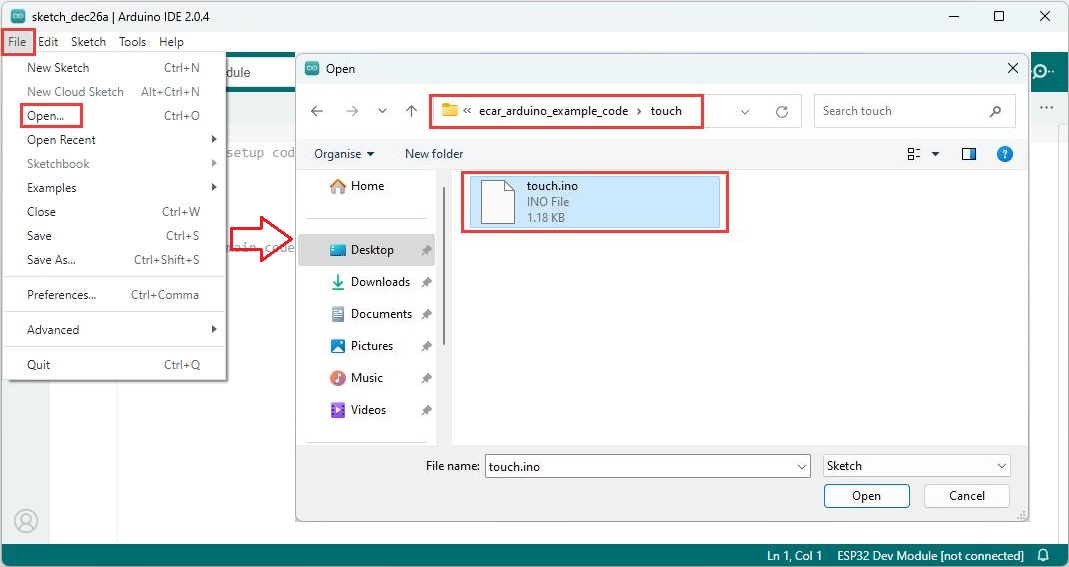 sketch_dec26a | Arduino IDE 2.0.4
File Edit Sketch Tools Help
New Sketch Ctrl+N
New Cloud Sketch Alt+Ctrl+N
Open... Ctrl+O
Open Recent
Sketchbook
Examples
Close Ctrl+W
Save Ctrl+S
Save As... Ctrl+Shift+S
Preferences... Ctrl+Comma
Advanced
Quit Ctrl+Q
dule
setup cod
main code
Open
« ecar_arduino_example_code > touch
Search touch
Organise New folder
Home
Desktop
Downloads
Documents
Pictures
Music
Videos
touch.ino
INO File
1.18 KB
File name: touch.ino Sketch
Open Cancel
Ln 1, Col 1 ESP32 Dev Module [not connected]